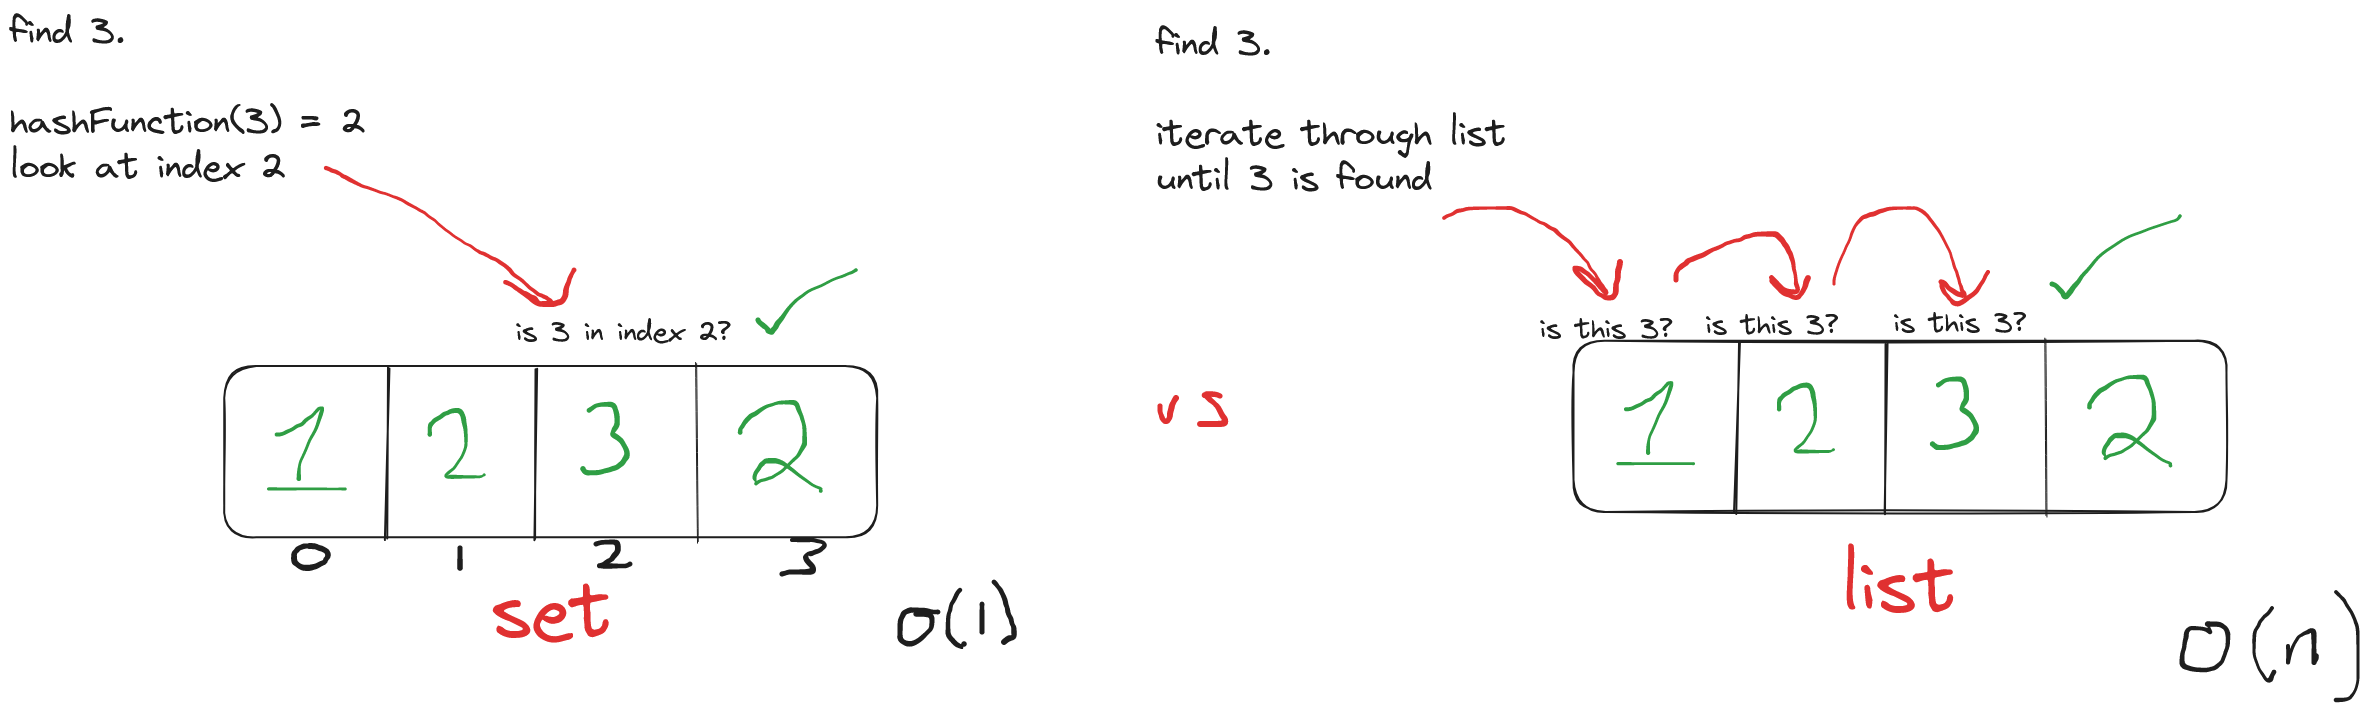 find 3.
hashFunction(3) = 2
look at index 2
is 3 in index 2?
1 2 3 2
0 1 2 3
set
O(1)
vs
find 3.
iterate through list
until 3 is found
is this 3? is this 3? is this 3?
1 2 3 2
list
O(n)